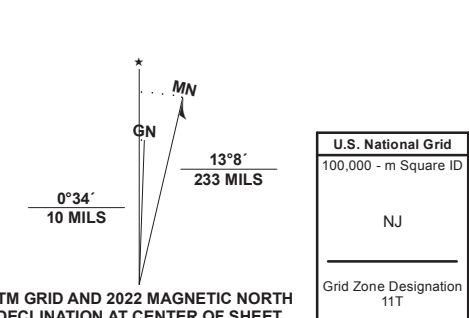 MN
GN
13°8´
233 MILS
0°34´
10 MILS
TM GRID AND 2022 MAGNETIC NORTH
DECLINATION AT CENTER OF SHEET
U.S. National Grid
100,000 - m Square ID
NJ
Grid Zone Designation
11T